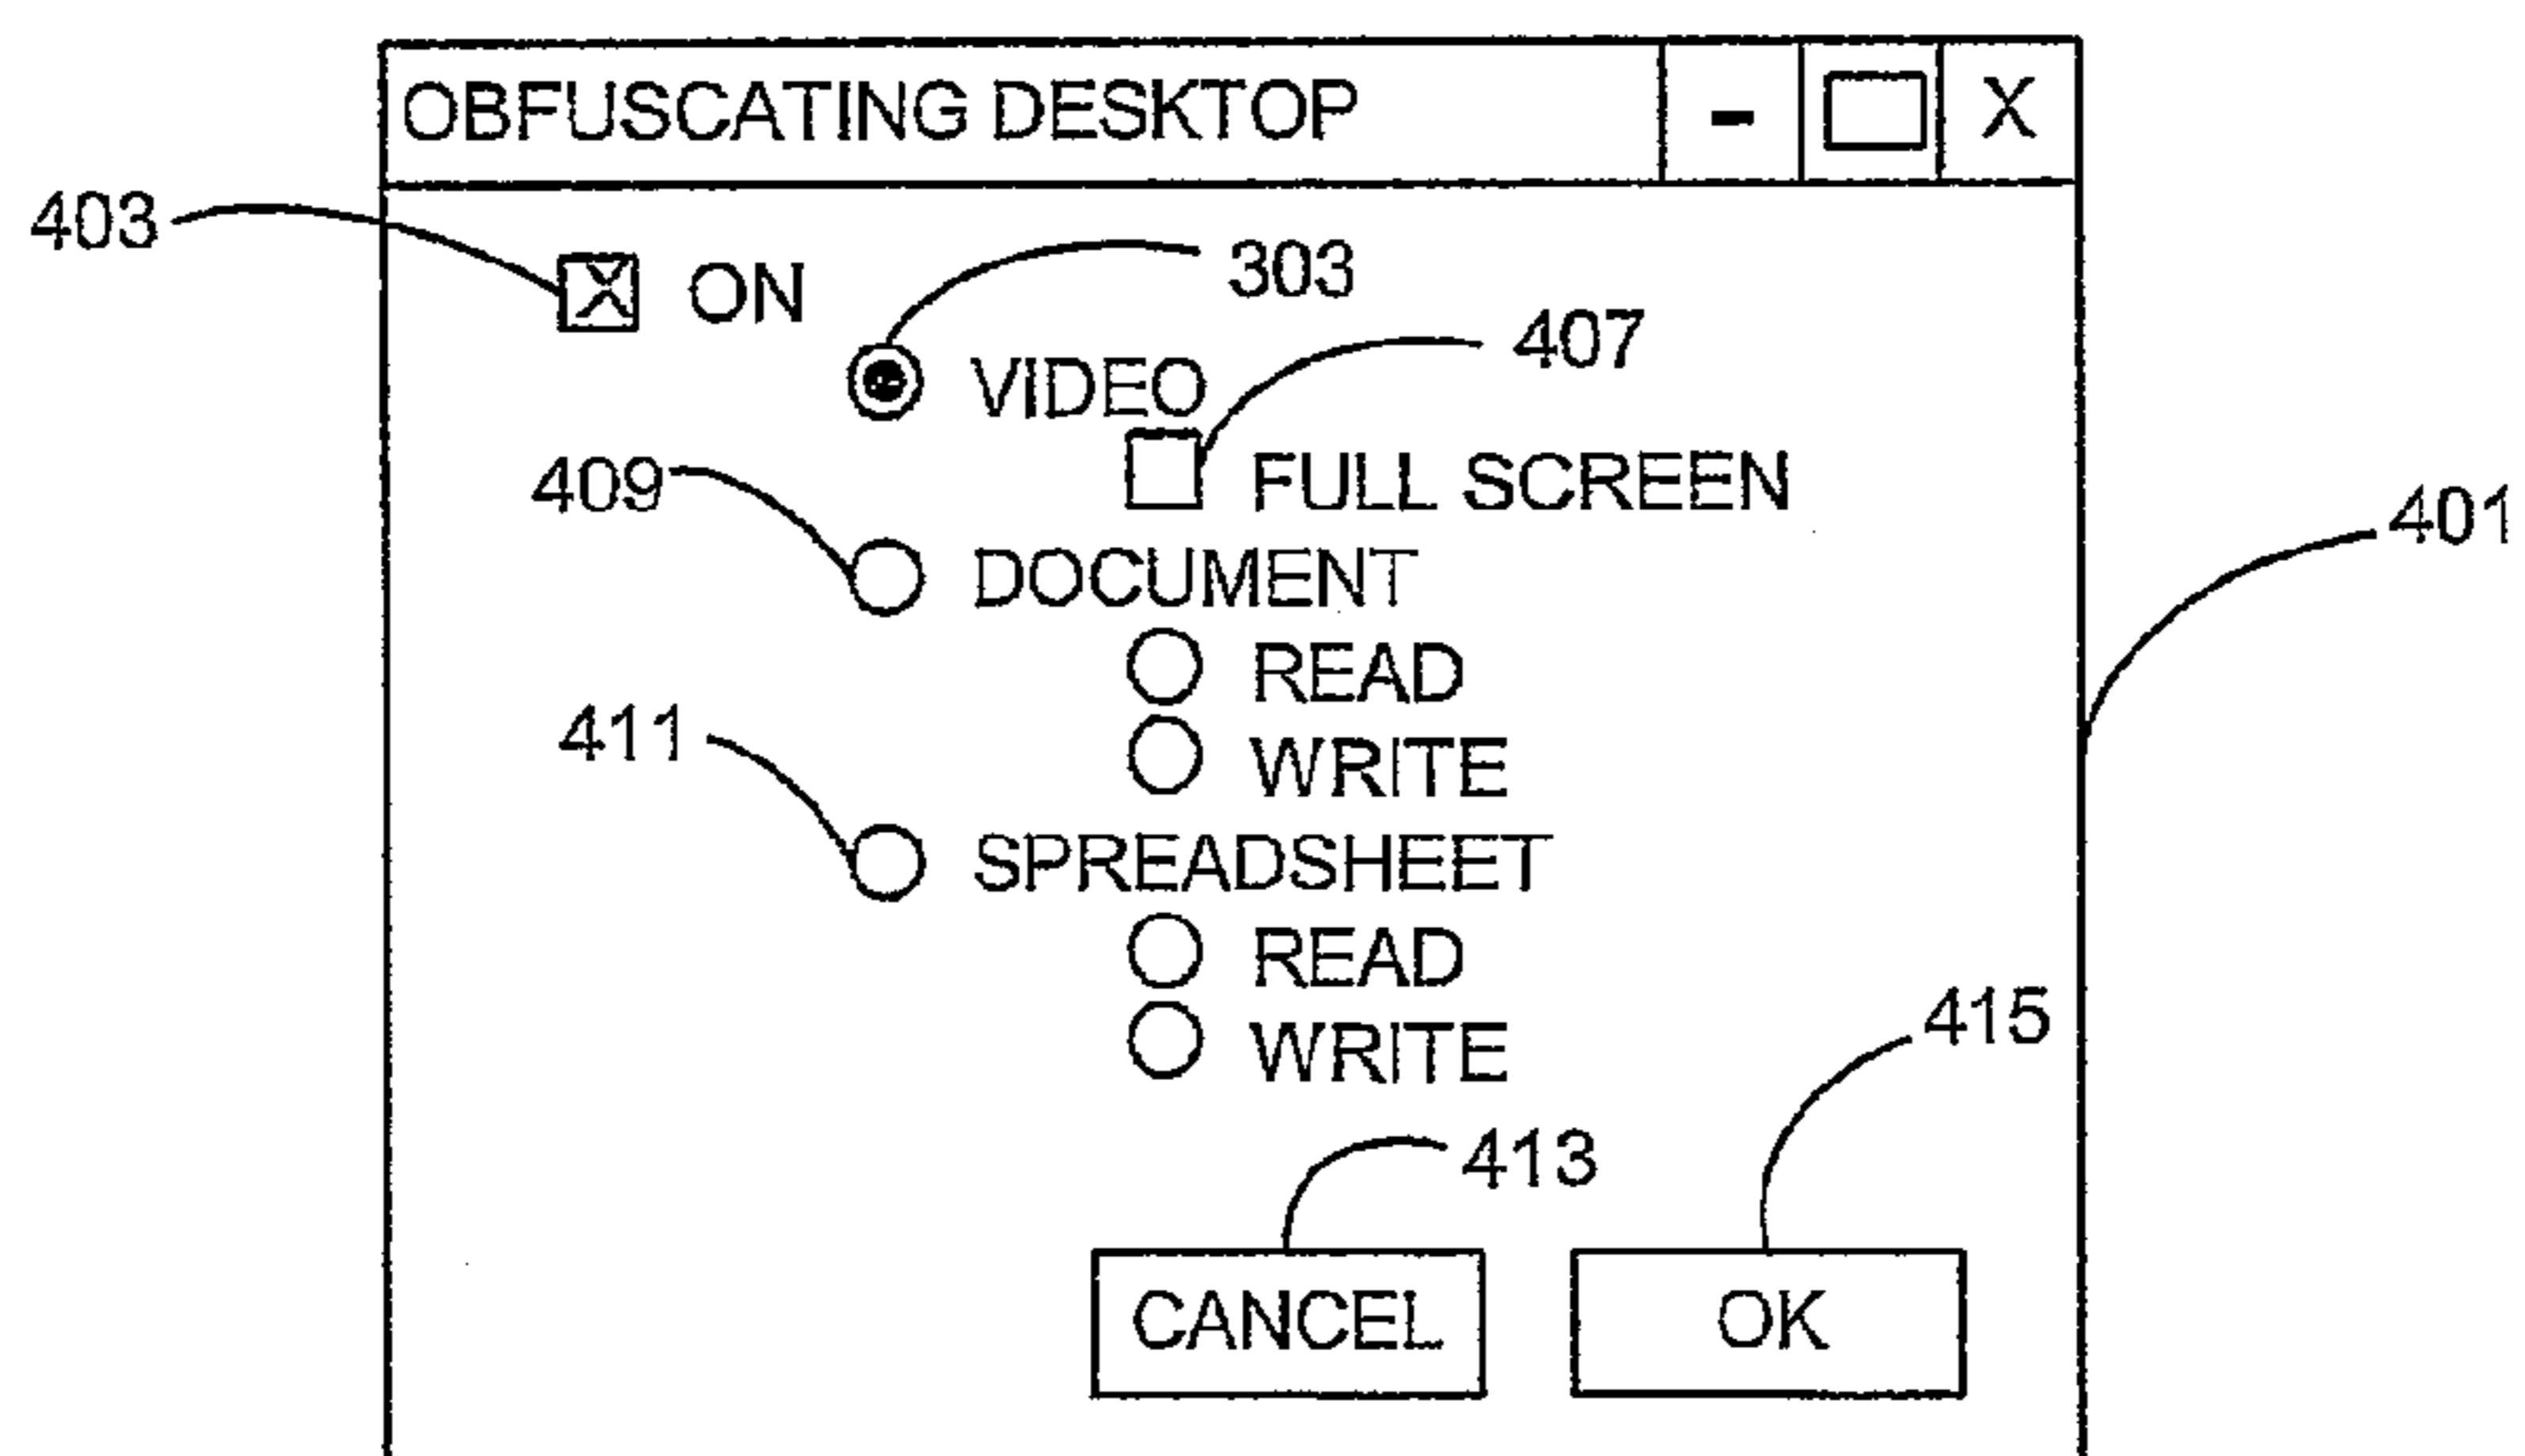 OBFUSCATING DESKTOP - X
403
ON
303
VIDEO
407
FULL SCREEN
409
401
DOCUMENT
READ
411
WRITE
SPREADSHEET
READ
WRITE
415
413
CANCEL
OK